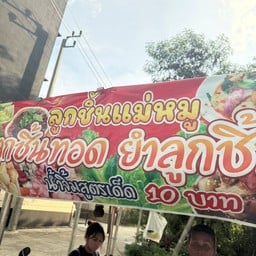 ลูกชิ้นแม่หมู
ลูกชิ้นทอด ยำลูกชิ้
น้ำจิ้มสูตรเด็ด 10 บาท